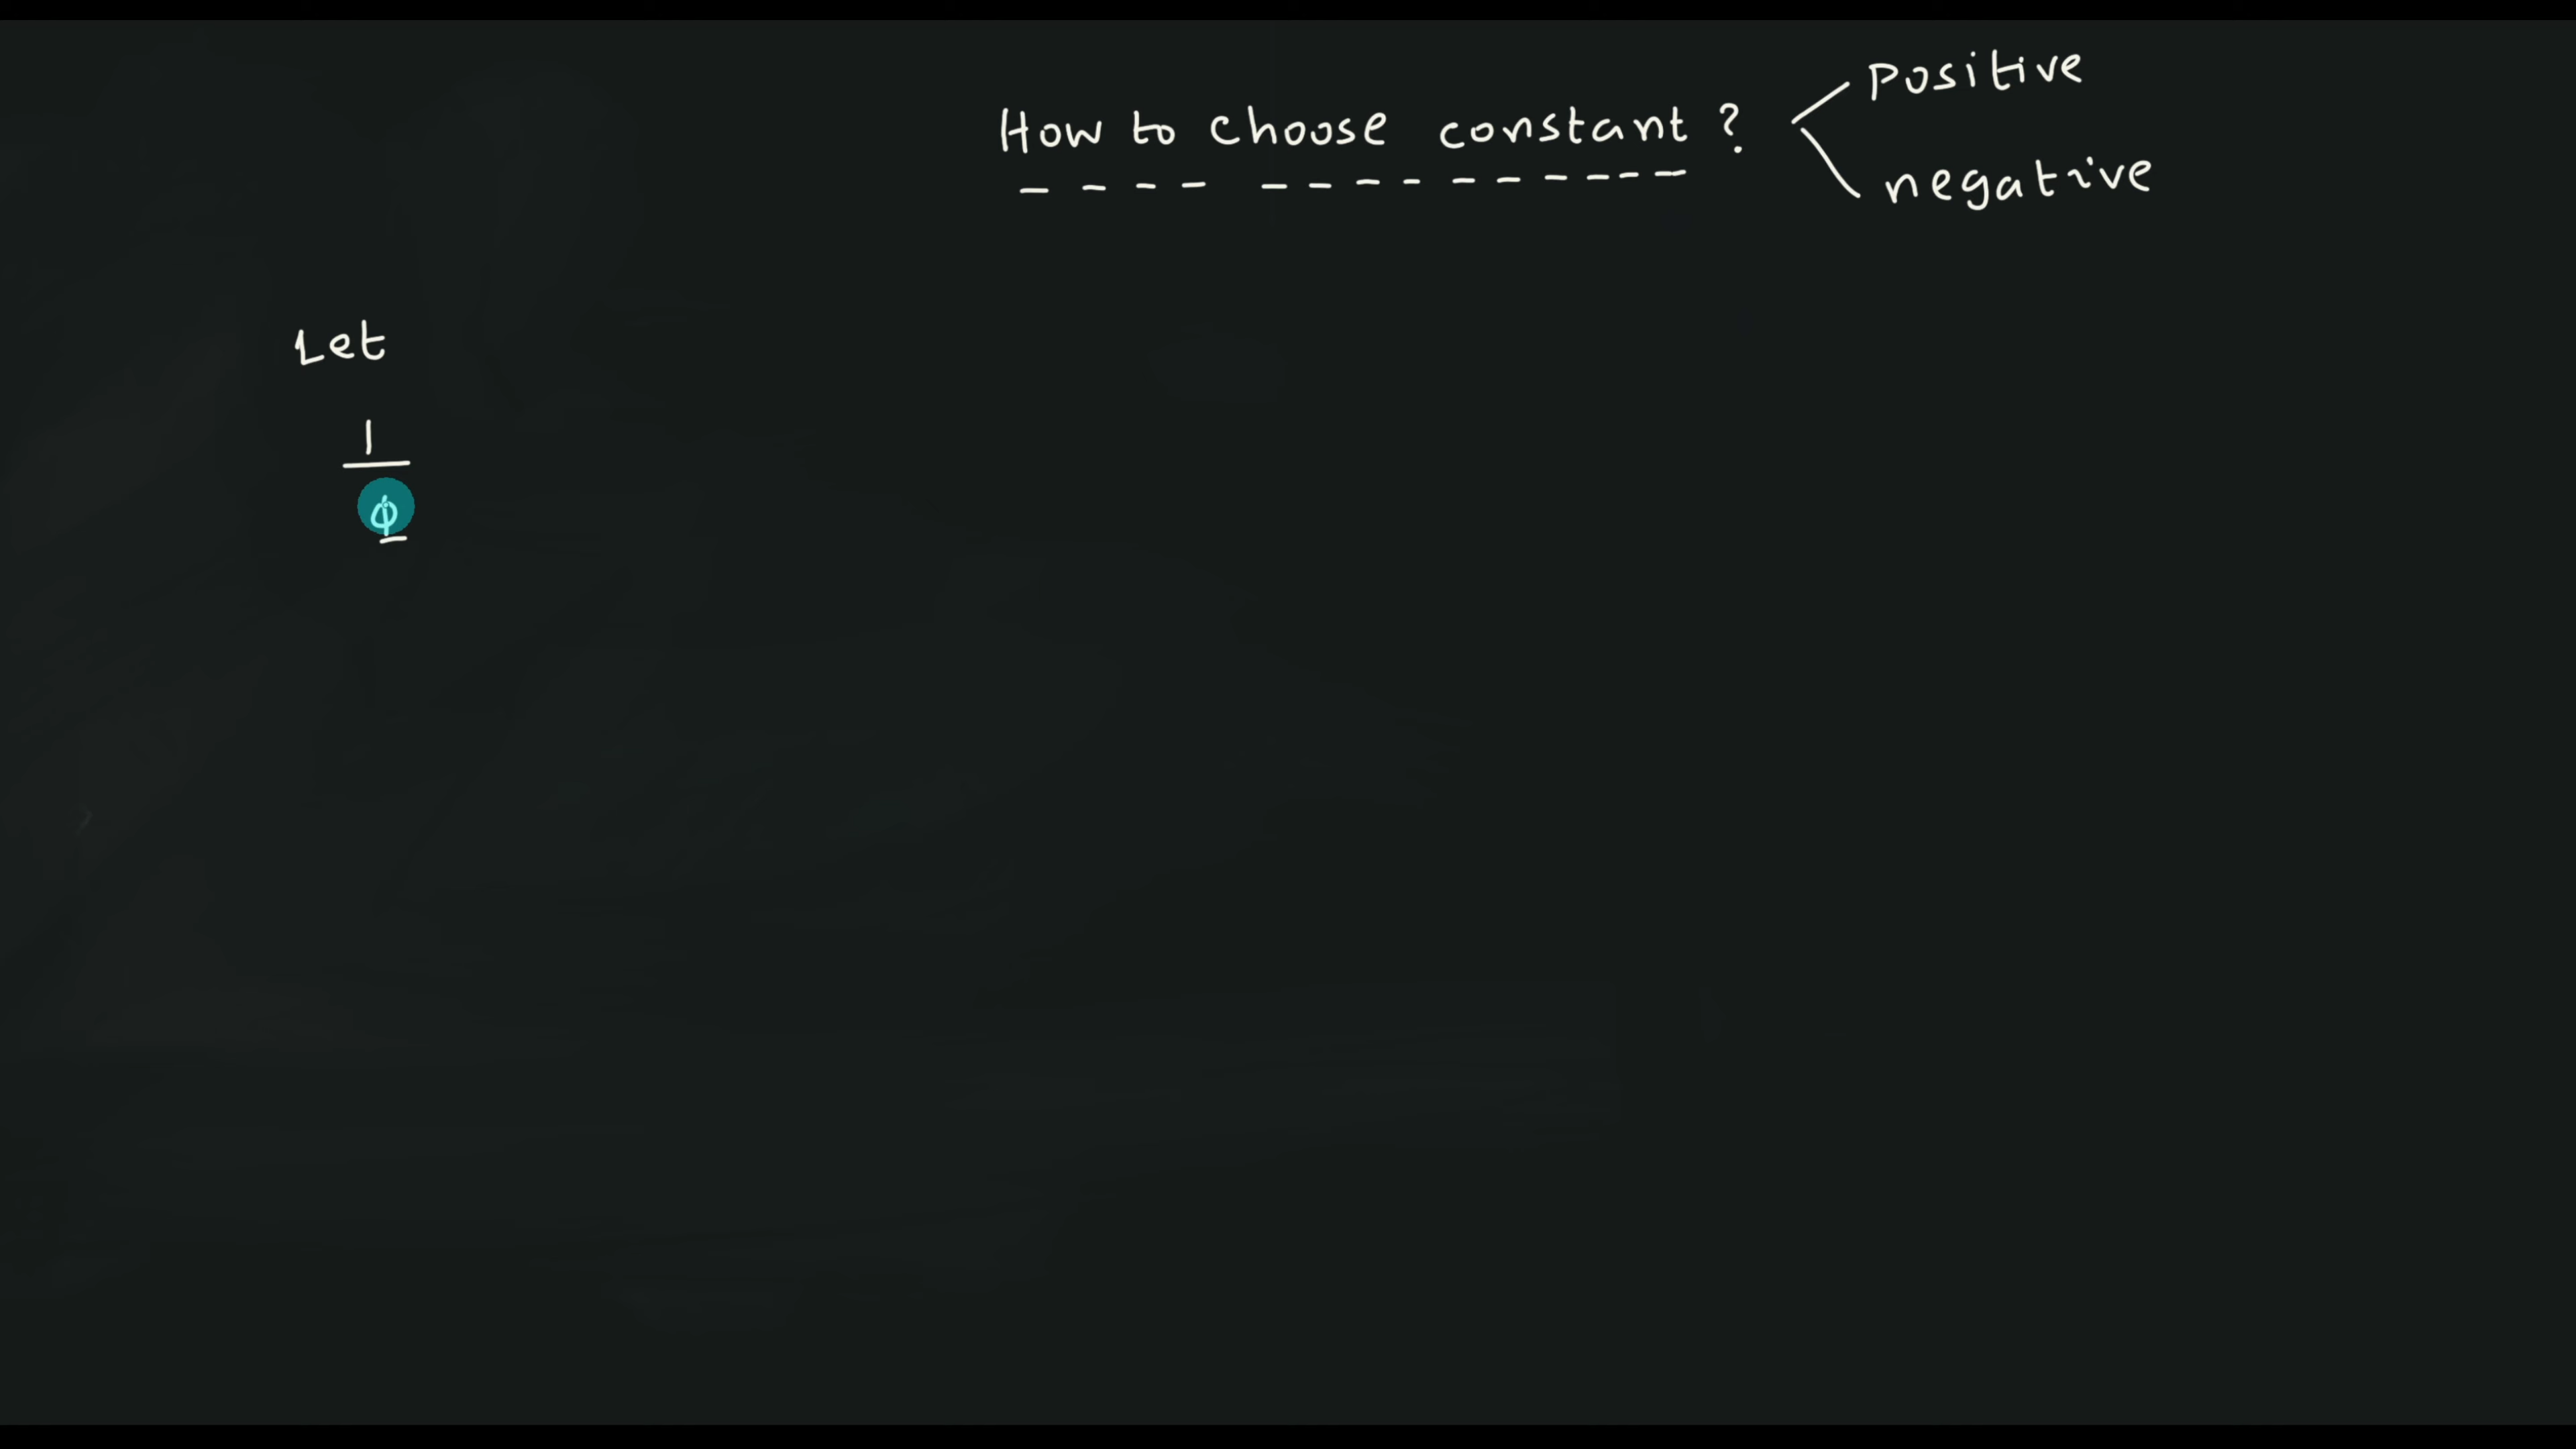 How to choose constant ?
Positive
negative
Let
1
ϕ